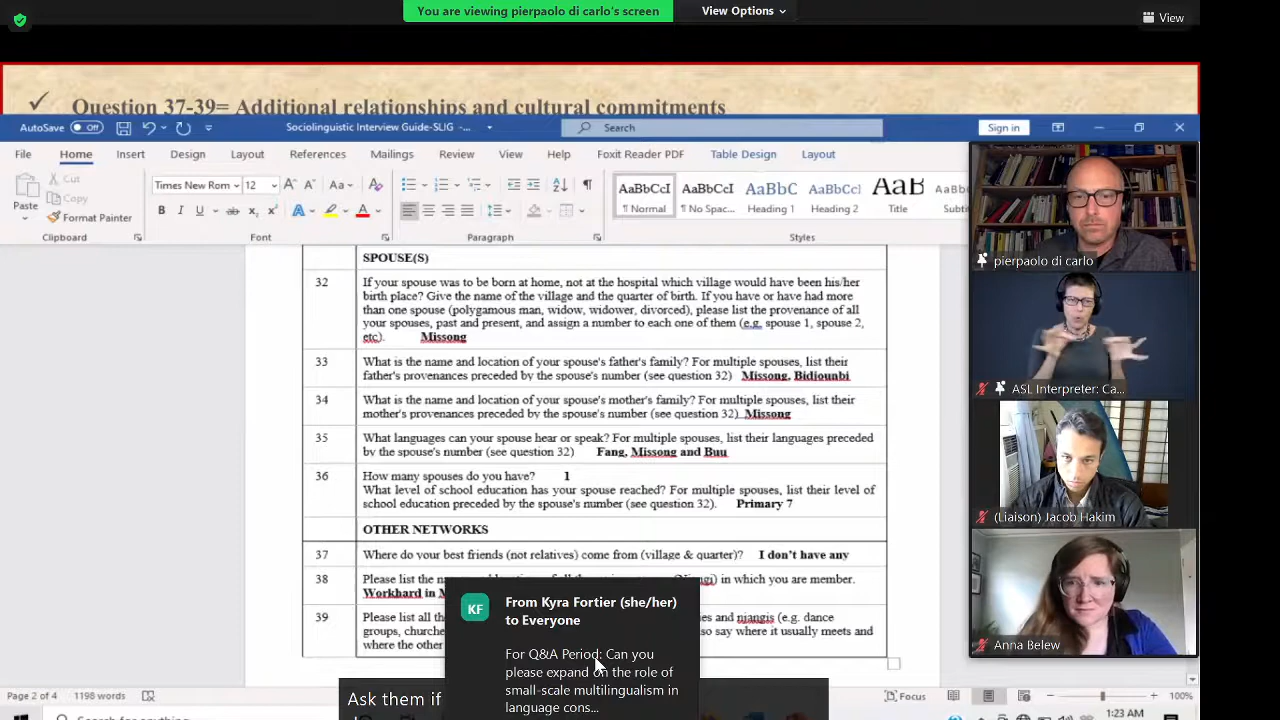 You are viewing pierpaolo di carlo's screen View Options
View
✓ Question 37-39= Additional relationships and cultural commitments
AutoSave Off Sociolinguistic Interview Guide-SLIG -... Search Sign in
File Home Insert Design Layout References Mailings Review View Help Foxit Reader PDF Table Design Layout
Paste Cut Copy Format Painter
Times New Rom 12
Normal No Spac... Heading 1 Heading 2 Title
Clipboard Font Paragraph Styles
SPOUSE(S)
32 If your spouse was to be born at home, not at the hospital which village would have been his/her
birth place? Give the name of the village and the quarter of birth. If you have or have had more
than one spouse (polygamous man, widow, widower, divorced), please list the provenance of all
your spouses, past and present, and assign a number to each one of them (e.g. spouse 1, spouse 2,
etc). Missong
33 What is the name and location of your spouse's father's family? For multiple spouses, list their
father's provenances preceded by the spouse's number (see question 32) Missong, Bidjounbi
34 What is the name and location of your spouse's mother's family? For multiple spouses, list their
mother's provenances preceded by the spouse's number (see question 32) Missong
35 What languages can your spouse hear or speak? For multiple spouses, list their languages preceded
by the spouse's number (see question 32) Fang, Missong and Buu
36 How many spouses do you have? 1
What level of school education has your spouse reached? For multiple spouses, list their level of
school education preceded by the spouse's number (see question 32). Primary 7
OTHER NETWORKS
37 Where do your best friends (not relatives) come from (village & quarter)? I don't have any
38 Please list the in which you are member.
Workhard in
39 Please list all the and njangis (e.g. dance
groups, churche so say where it usually meets and
where the other
KF From Kyra Fortier (she/her)
to Everyone
For Q&A Period: Can you
please expand on the role of
small-scale multilingualism in
language cons...
Ask them if
Page 2 of 4 1198 words Focus 100%
1:23 AM
pierpaolo di carlo
ASL Interpreter: Ca...
(Liaison) Jacob Hakim
Anna Belew